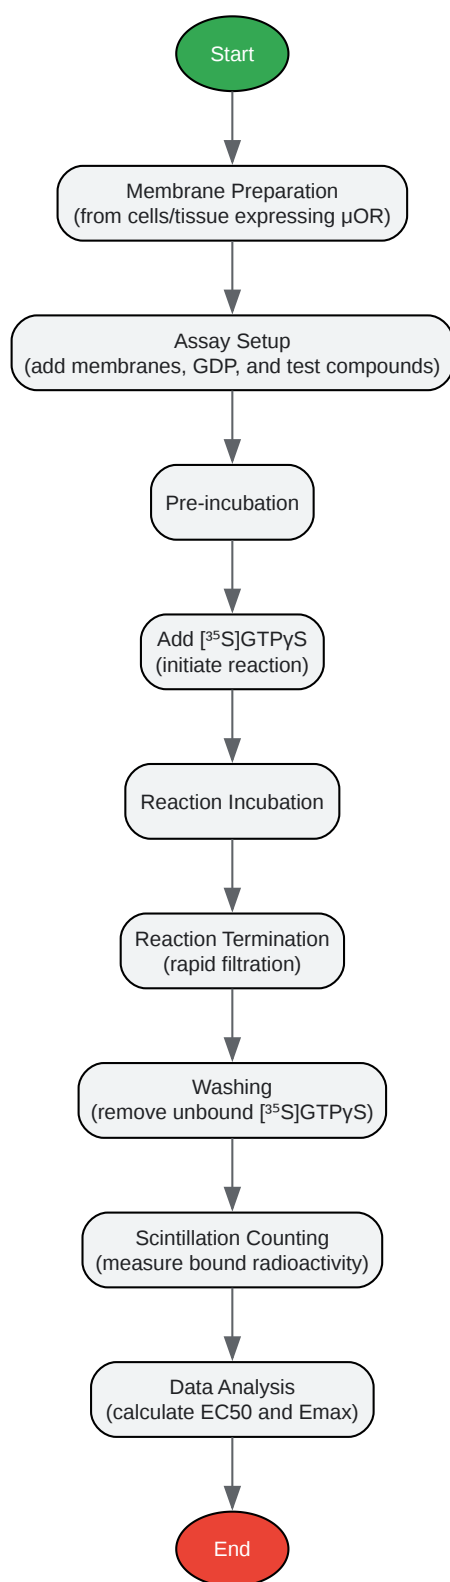 Start
Membrane Preparation
(from cells/tissue expressing μOR)
Assay Setup
(add membranes, GDP, and test compounds)
Pre-incubation
Add [³⁵S]GTPγS
(initiate reaction)
Reaction Incubation
Reaction Termination
(rapid filtration)
Washing
(remove unbound [³⁵S]GTPγS)
Scintillation Counting
(measure bound radioactivity)
Data Analysis
(calculate EC50 and Emax)
End